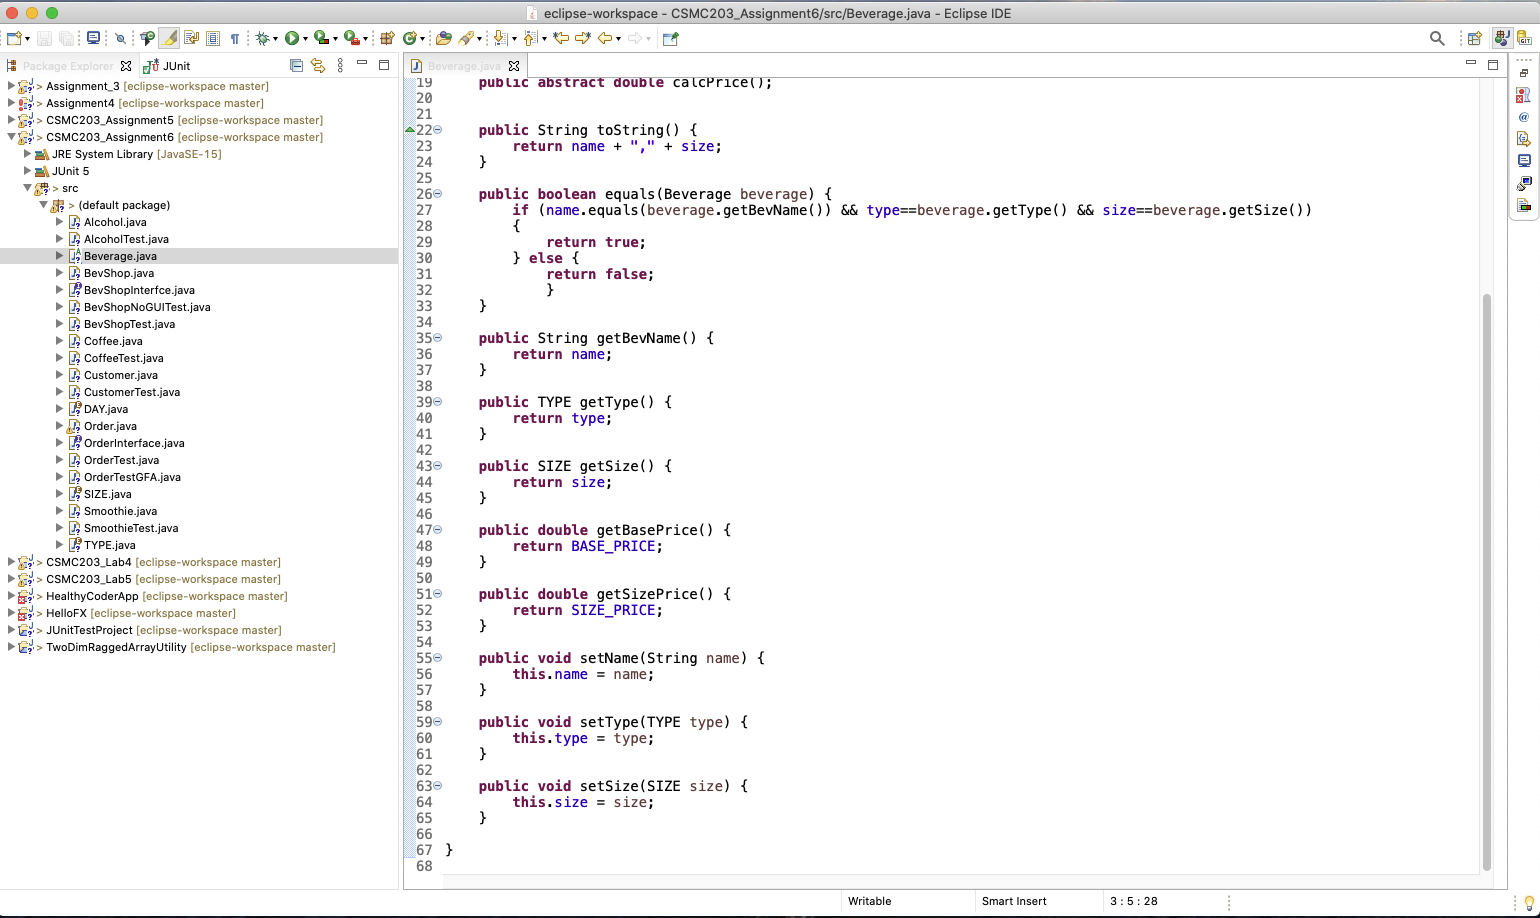 eclipse-workspace - CSMC203_Assignment6/src/Beverage.java - Eclipse IDE
Package Explorer
JUnit
Beverage.java
> Assignment_3 [eclipse-workspace master]
> Assignment4 [eclipse-workspace master]
> CSMC203_Assignment5 [eclipse-workspace master]
> CSMC203_Assignment6 [eclipse-workspace master]
JRE System Library [JavaSE-15]
JUnit 5
> src
> (default package)
Alcohol.java
AlcoholTest.java
Beverage.java
BevShop.java
BevShopInterfce.java
BevShopNoGUITest.java
BevShopTest.java
Coffee.java
CoffeeTest.java
Customer.java
CustomerTest.java
DAY.java
Order.java
OrderInterface.java
OrderTest.java
OrderTestGFA.java
SIZE.java
Smoothie.java
SmoothieTest.java
TYPE.java
> CSMC203_Lab4 [eclipse-workspace master]
> CSMC203_Lab5 [eclipse-workspace master]
> HealthyCoderApp [eclipse-workspace master]
> HelloFX [eclipse-workspace master]
> JUnitTestProject [eclipse-workspace master]
> TwoDimRaggedArrayUtility [eclipse-workspace master]
19 public abstract double calcPrice();
20
21
22 public String toString() {
23 return name + "," + size;
24 }
25
26 public boolean equals(Beverage beverage) {
27 if (name.equals(beverage.getBevName()) && type==beverage.getType() && size==beverage.getSize())
28 {
29 return true;
30 } else {
31 return false;
32 }
33 }
34
35 public String getBevName() {
36 return name;
37 }
38
39 public TYPE getType() {
40 return type;
41 }
42
43 public SIZE getSize() {
44 return size;
45 }
46
47 public double getBasePrice() {
48 return BASE_PRICE;
49 }
50
51 public double getSizePrice() {
52 return SIZE_PRICE;
53 }
54
55 public void setName(String name) {
56 this.name = name;
57 }
58
59 public void setType(TYPE type) {
60 this.type = type;
61 }
62
63 public void setSize(SIZE size) {
64 this.size = size;
65 }
66
67 }
68
Writable
Smart Insert
3 : 5 : 28